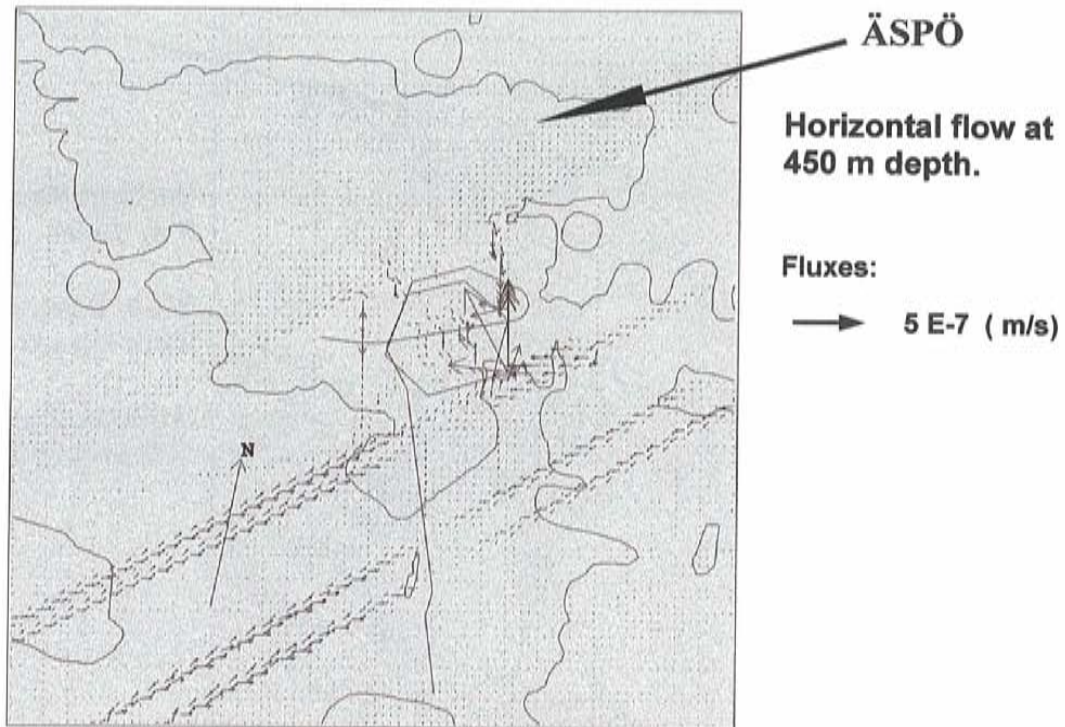 ÄSPÖ
Horizontal flow at
450 m depth.
Fluxes:
5 E-7 ( m/s)
N